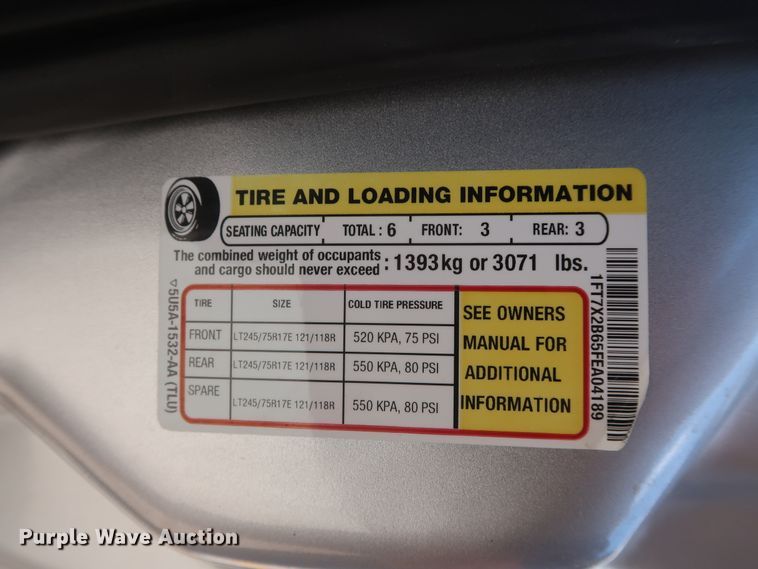 TIRE AND LOADING INFORMATION
SEATING CAPACITY TOTAL : 6 FRONT: 3 REAR: 3
The combined weight of occupants
and cargo should never exceed : 1393kg or 3071 lbs.
TIRE SIZE COLD TIRE PRESSURE
FRONT LT245/75R17E 121/118R 520 KPA, 75 PSI
REAR LT245/75R17E 121/118R 550 KPA, 80 PSI
SPARE LT245/75R17E 121/118R 550 KPA, 80 PSI
SEE OWNERS
MANUAL FOR
ADDITIONAL
INFORMATION
5U5A-1532-AA (TLU)
1FT7X2B65FEA04189
Purple Wave Auction